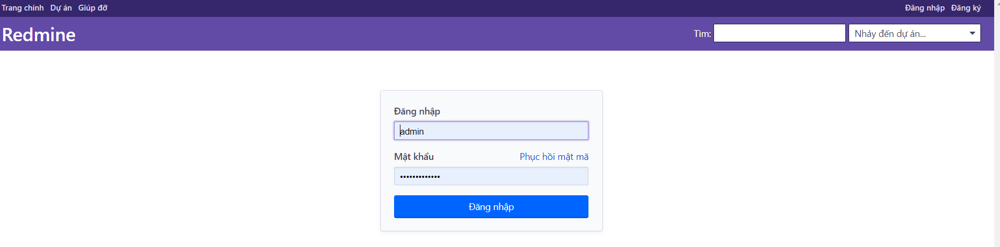 Trang chính Dự án Giúp đỡ Đăng nhập Đăng ký
Redmine Tìm: Nhảy đến dự án...
Đăng nhập
admin
Mật khẩu Phục hồi mật mã
•••••••••••••
Đăng nhập